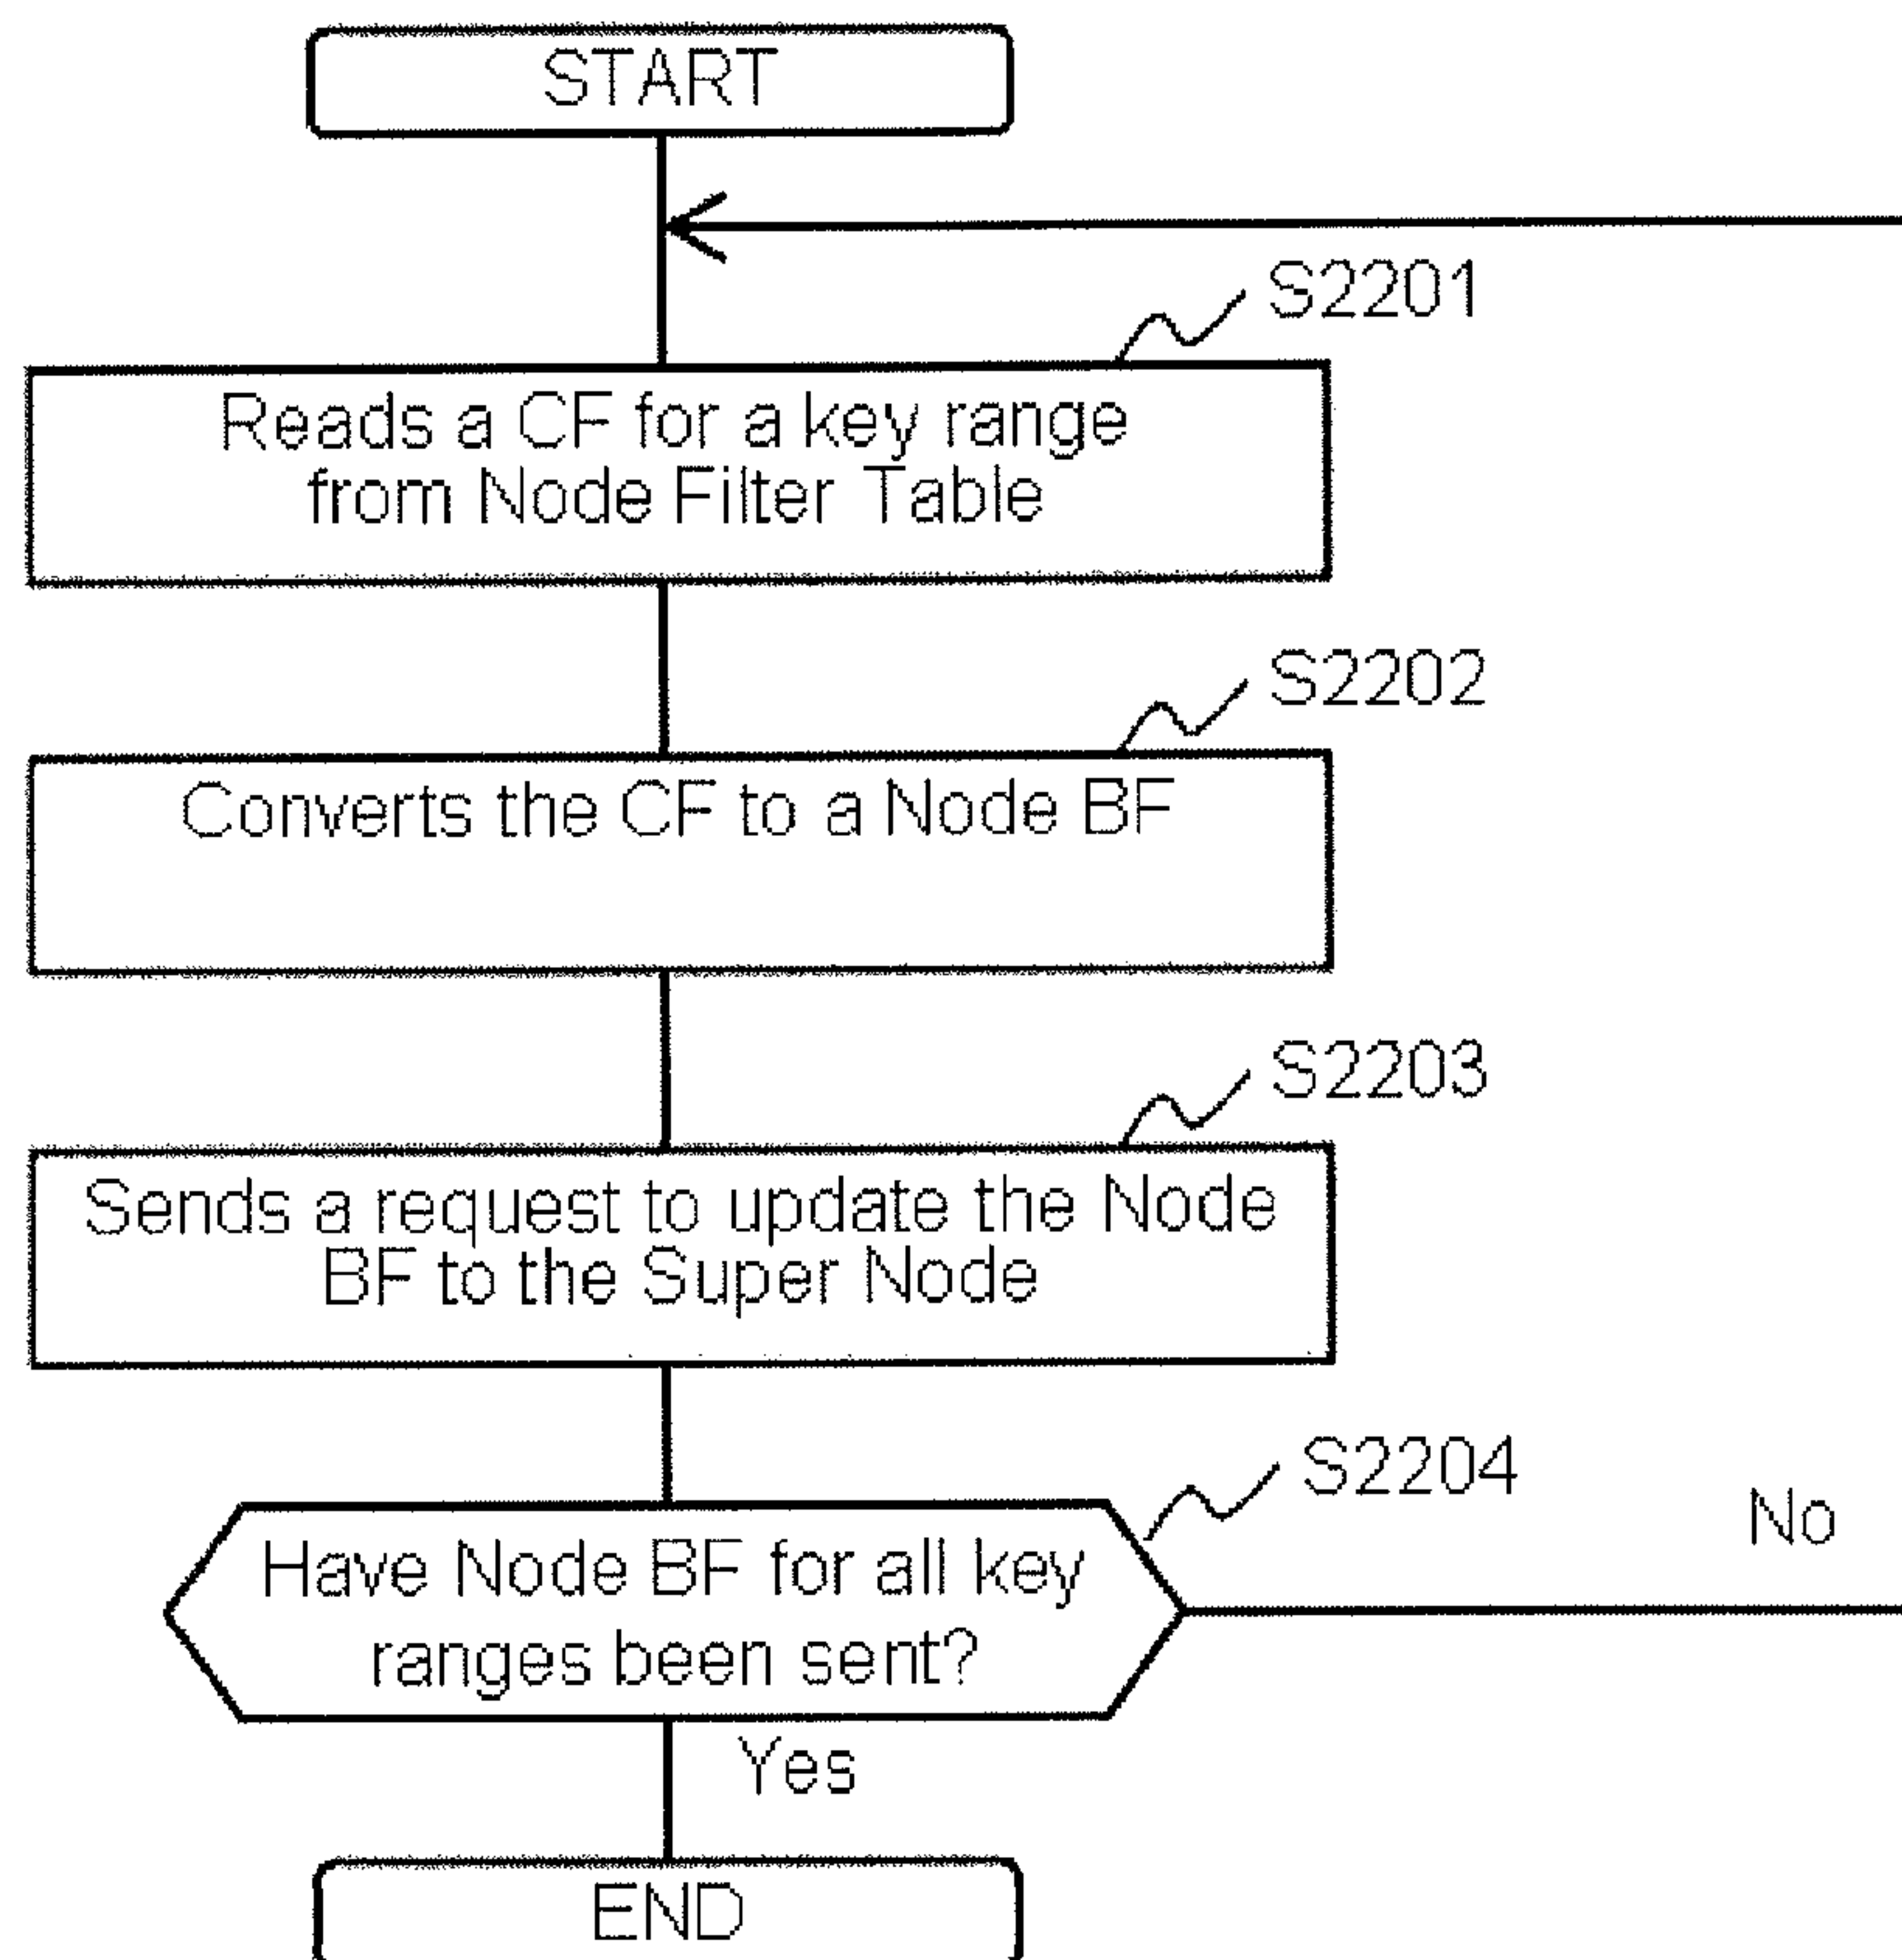 START
S2201
Reads a CF for a key range
from Node Filter Table
S2202
Converts the CF to a Node BF
S2203
Sends a request to update the Node
BF to the Super Node
S2204
No
Have Node BF for all key
ranges been sent?
Yes
END